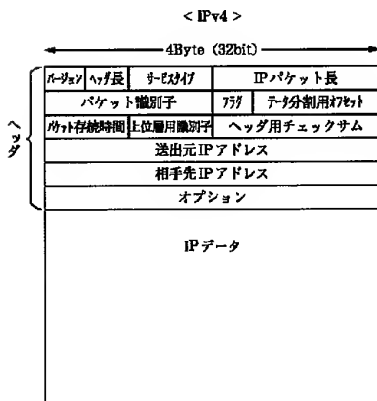 < IPv4 >
4Byte (32bit)
バージョン ヘッダ長 サービスタイプ IPパケット長
パケット識別子 フラグ データ分割用オフセット
パケット存続時間 上位層用識別子 ヘッダ用チェックサム
送出元IPアドレス
相手先IPアドレス
オプション
ヘッダ
IPデータ